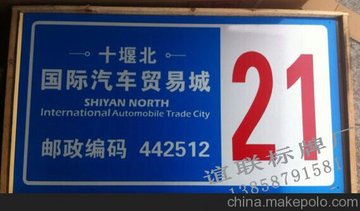 十堰北
国际汽车贸易城
SHIYAN NORTH
International Automobile Trade City
邮政编码 442512
21
谊联标牌
13858791581
china.makepolo.com